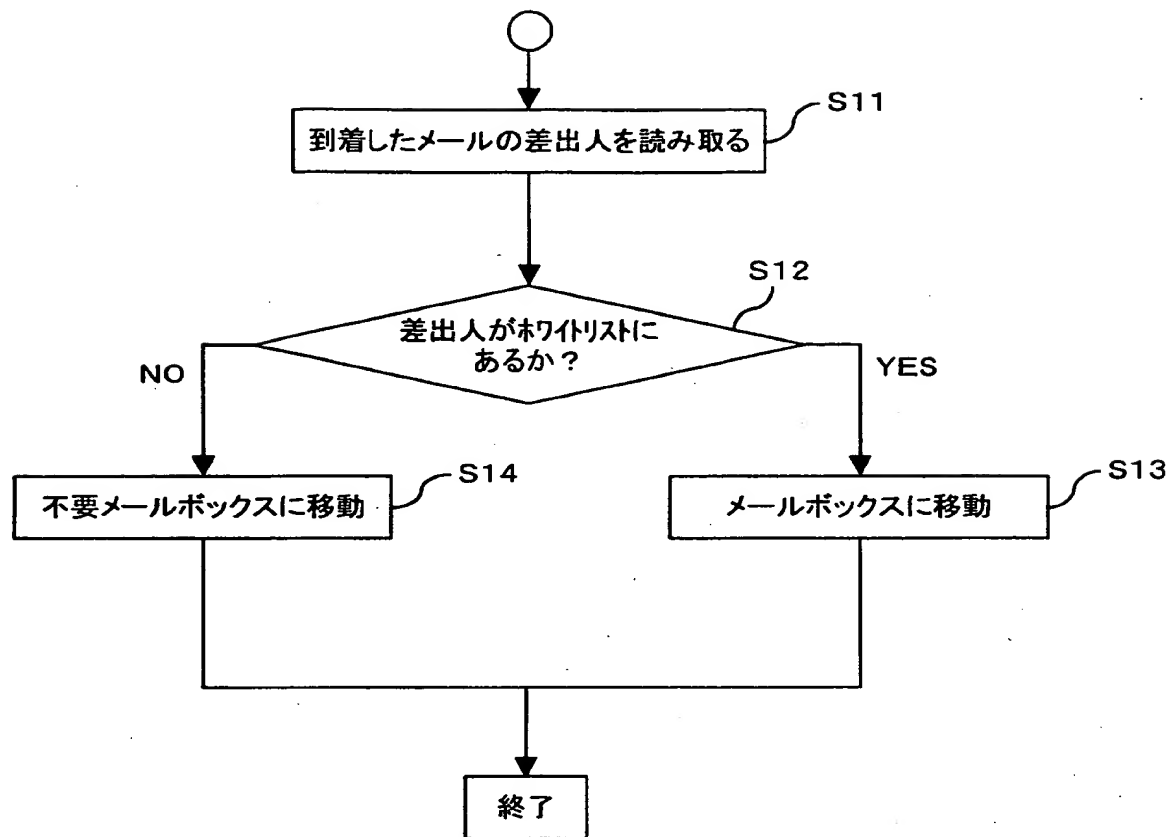 S11
到着したメールの差出人を読み取る
S12
差出人がホワイトリストに
あるか？
NO
YES
S14
不要メールボックスに移動
S13
メールボックスに移動
終了